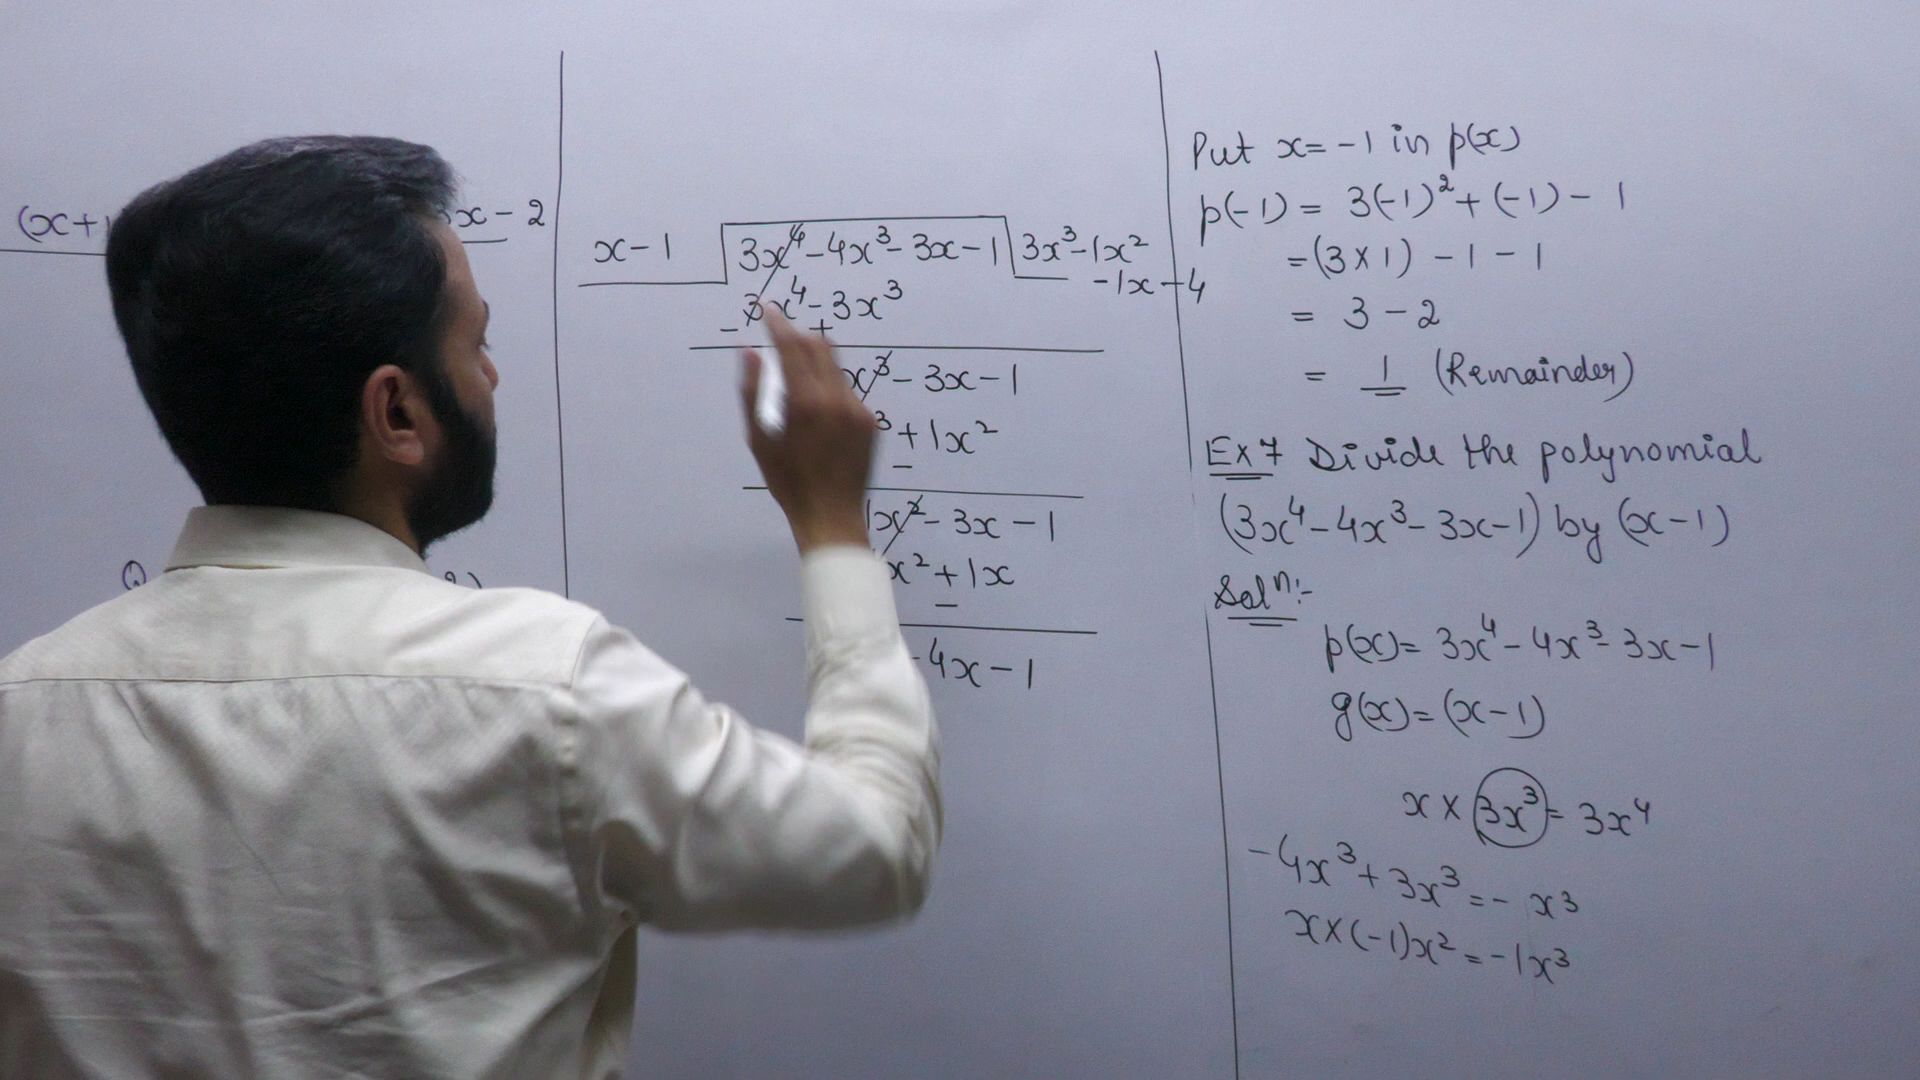 (x+1
x-2
x-1
3x⁴-4x³-3x-1
3x³-1x²
-1x-4
3x⁴-3x³
- +
x³-3x-1
³+1x²
-
1x²-3x-1
x²+1x
-
-4x-1
Put x=-1 in p(x)
p(-1)= 3(-1)²+(-1)-1
=(3×1)-1-1
= 3-2
= 1 (Remainder)
Ex 7 Divide the polynomial
(3x⁴-4x³-3x-1) by (x-1)
Solⁿ:-
p(x)= 3x⁴-4x³-3x-1
g(x)=(x-1)
x×3x³=3x⁴
-4x³+3x³=-x³
x×(-1)x²=-1x³